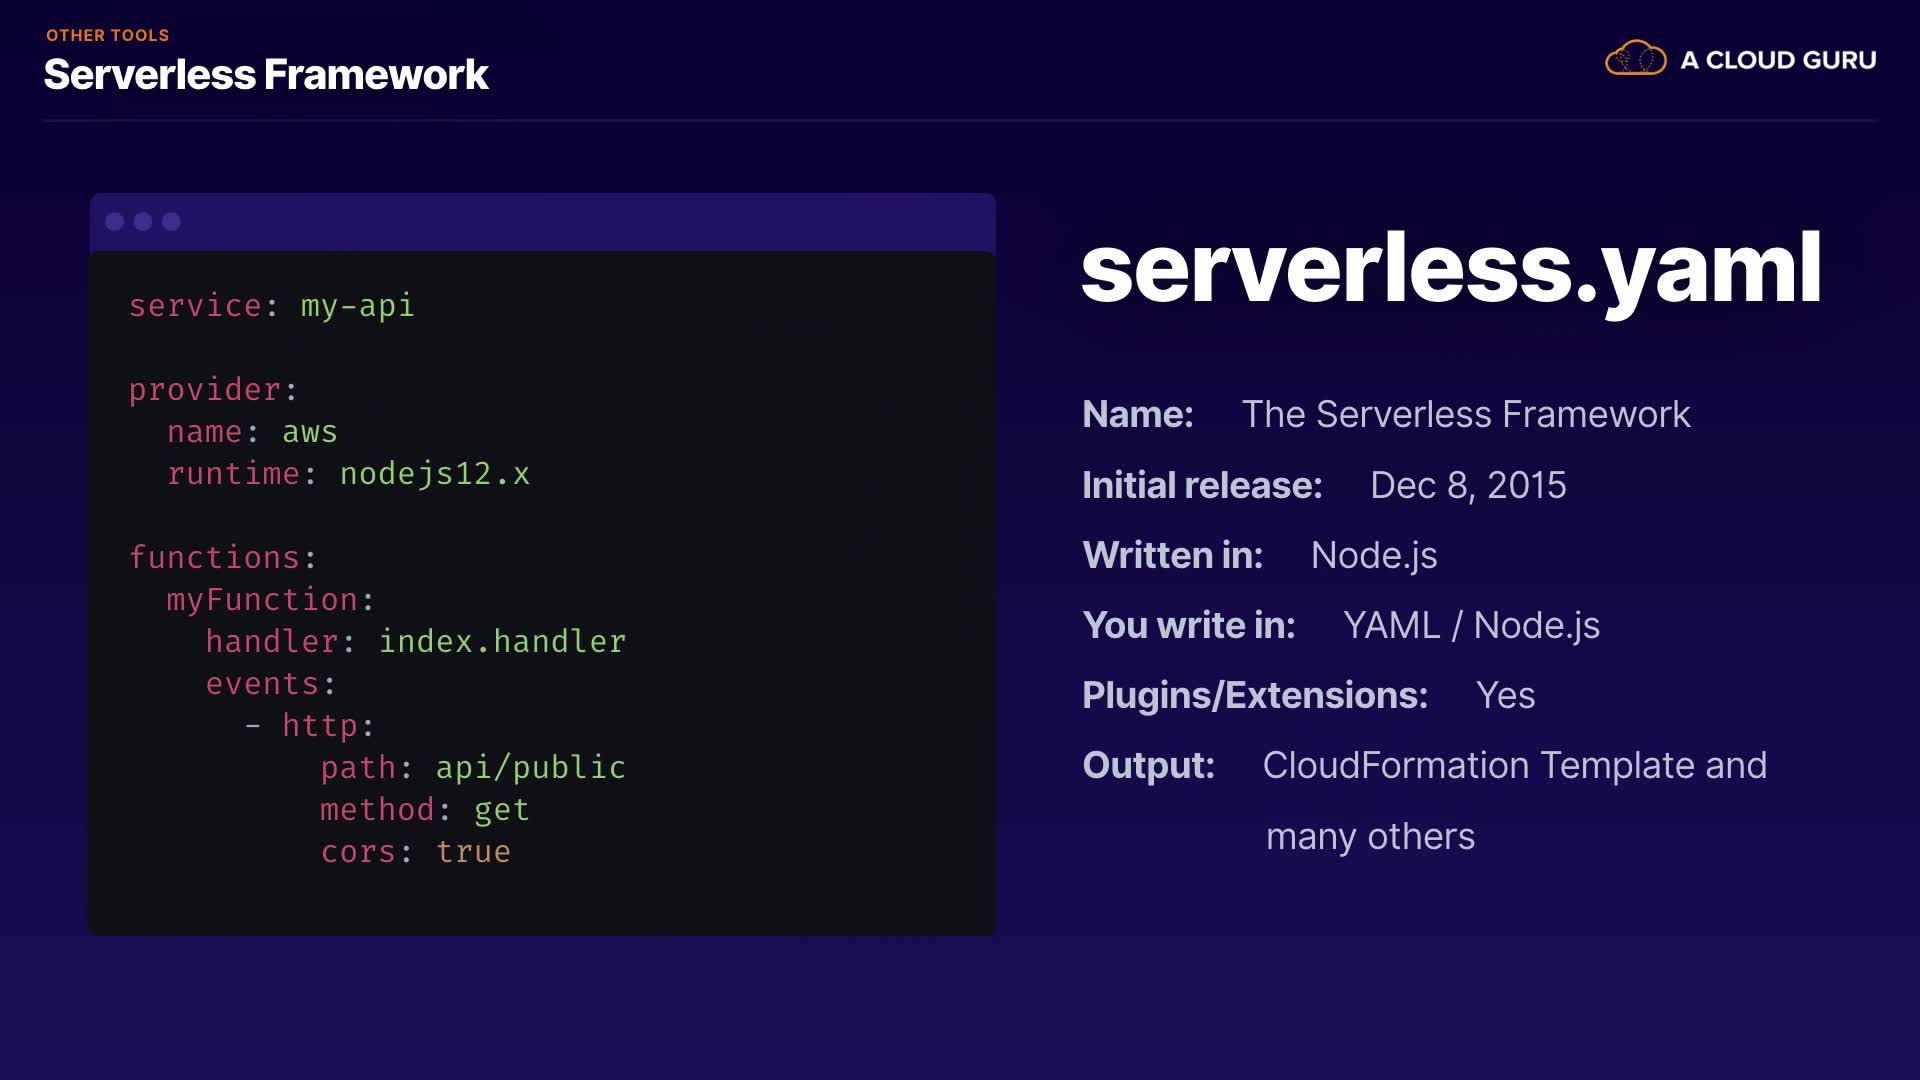 OTHER TOOLS
Serverless Framework
A CLOUD GURU
service: my-api
provider:
  name: aws
  runtime: nodejs12.x
functions:
  myFunction:
    handler: index.handler
    events:
      - http:
          path: api/public
          method: get
          cors: true
serverless.yaml
Name: The Serverless Framework
Initial release: Dec 8, 2015
Written in: Node.js
You write in: YAML / Node.js
Plugins/Extensions: Yes
Output: CloudFormation Template and
many others